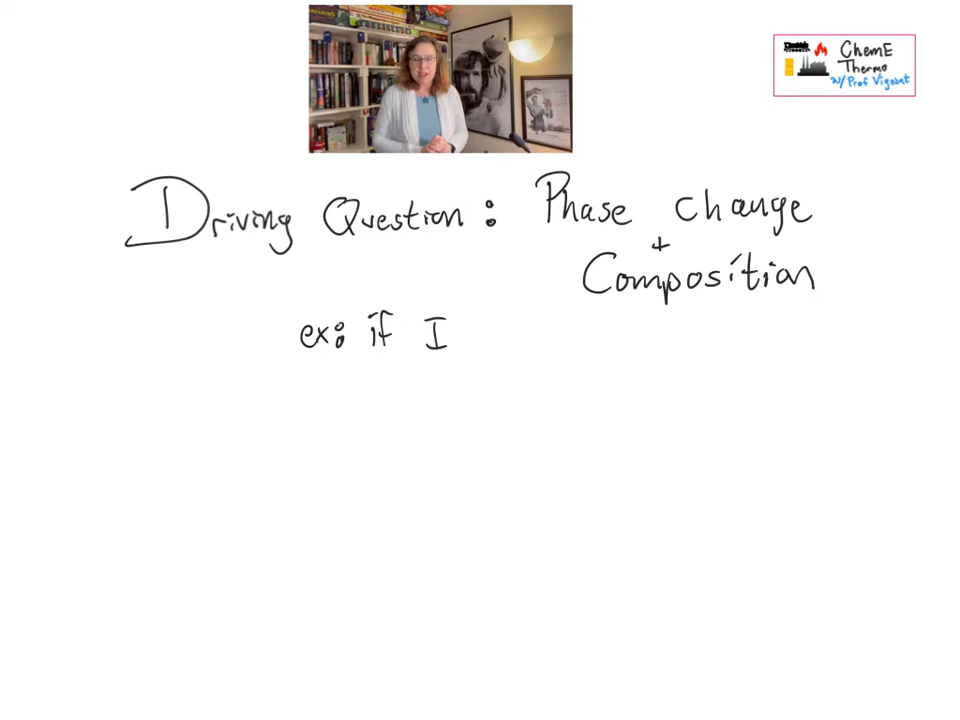 ChemE
Thermo
w/ Prof Vigeant
Driving Question: Phase change
+
Composition
ex: if I